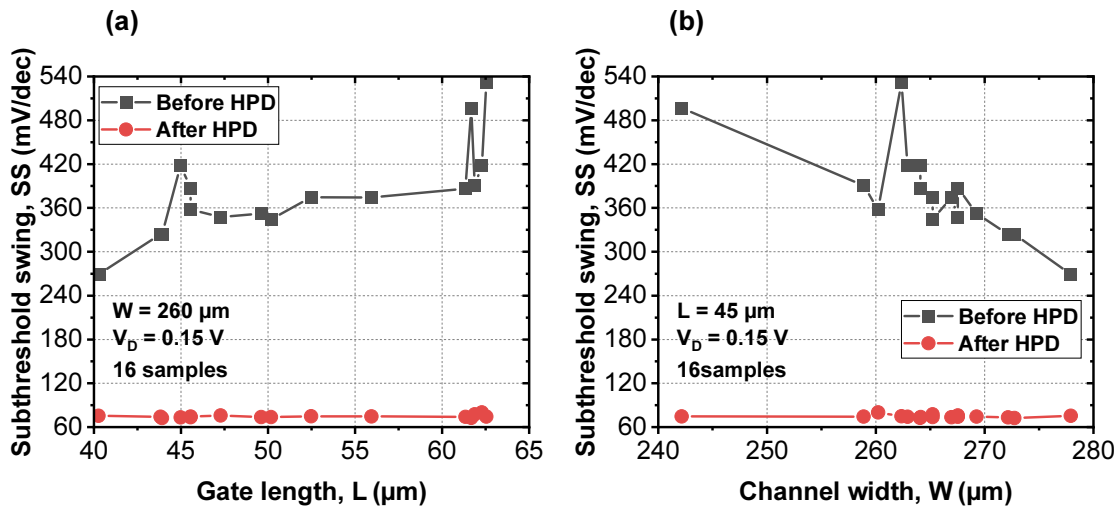 (a)
Subthreshold swing, SS (mV/dec)
540
480
420
360
300
240
180
120
60
Before HPD
After HPD
W = 260 µm
V_D = 0.15 V
16 samples
40 45 50 55 60 65
Gate length, L (µm)
(b)
Subthreshold swing, SS (mV/dec)
540
480
420
360
300
240
180
120
60
L = 45 µm
V_D = 0.15 V
16samples
Before HPD
After HPD
240 250 260 270 280
Channel width, W (µm)